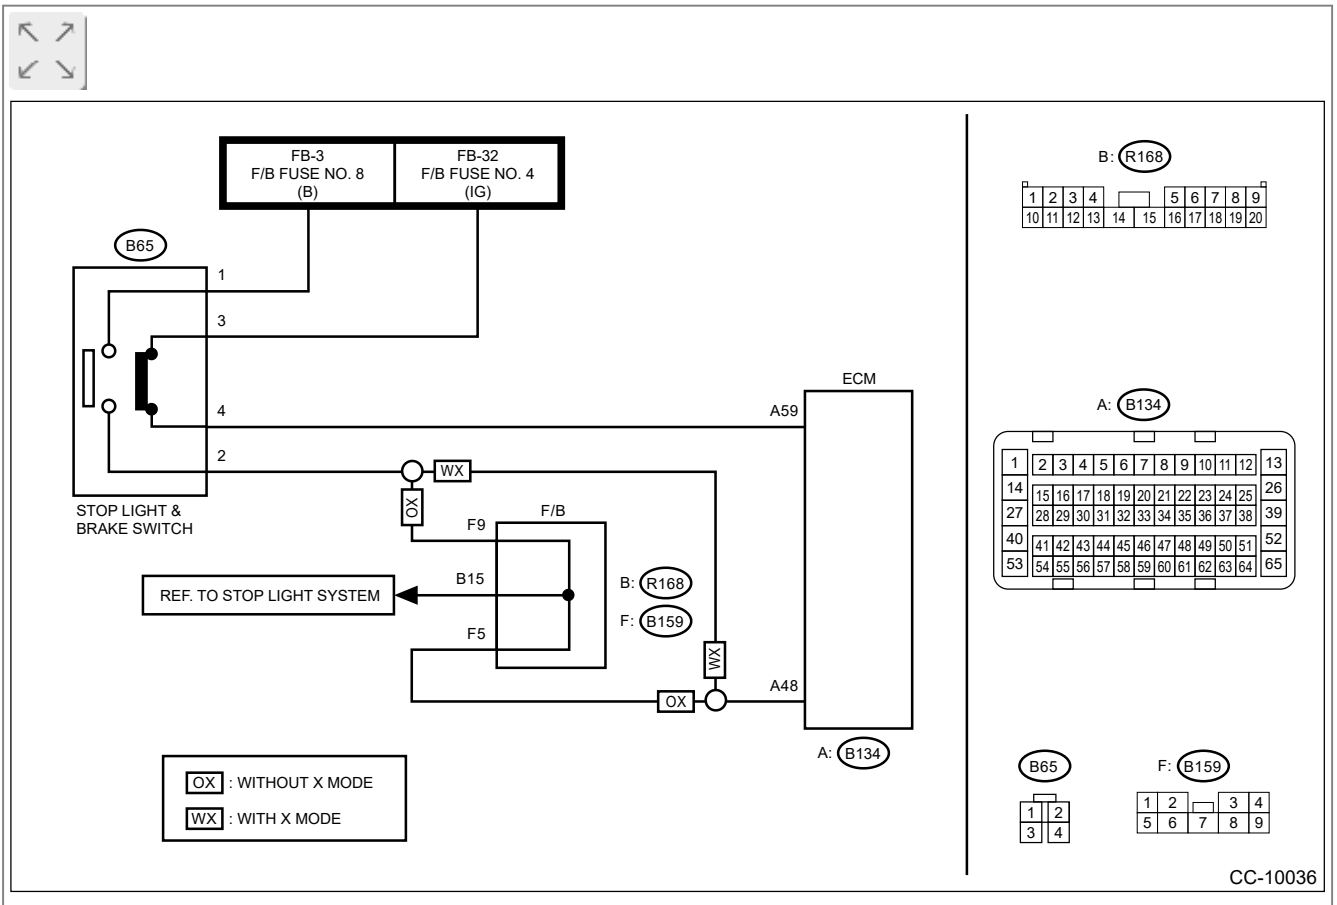 FB-3
F/B FUSE NO. 8
(B)
FB-32
F/B FUSE NO. 4
(IG)
B65
1
3
4
2
STOP LIGHT &
BRAKE SWITCH
ECM
A59
WX
OX
F/B
F9
B15
F5
REF. TO STOP LIGHT SYSTEM
B: R168
F: B159
WX
A48
OX
A: B134
OX : WITHOUT X MODE
WX : WITH X MODE
B: R168
1 2 3 4 5 6 7 8 9
10 11 12 13 14 15 16 17 18 19 20
A: B134
1 2 3 4 5 6 7 8 9 10 11 12 13
14 15 16 17 18 19 20 21 22 23 24 25 26
27 28 29 30 31 32 33 34 35 36 37 38 39
40 41 42 43 44 45 46 47 48 49 50 51 52
53 54 55 56 57 58 59 60 61 62 63 64 65
B65
1 2
3 4
F: B159
1 2 3 4
5 6 7 8 9
CC-10036